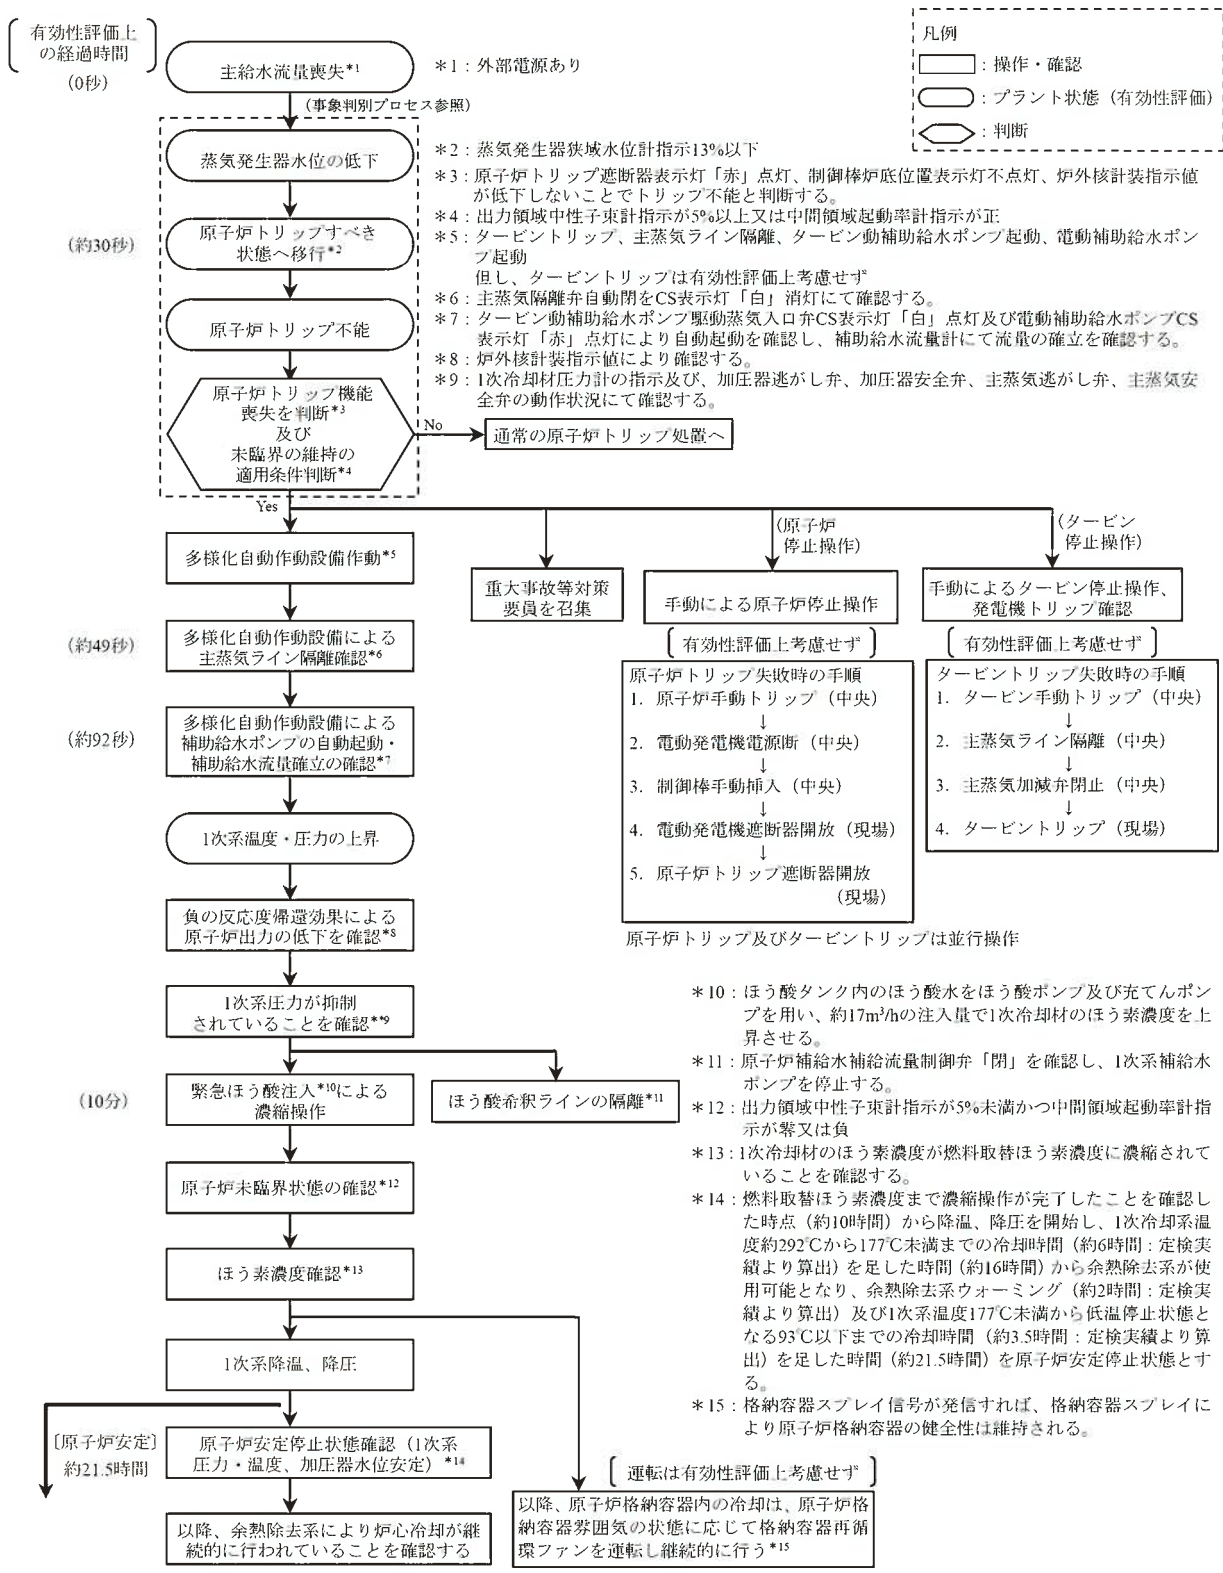 有効性評価上
の経過時間
(0秒)
主給水流量喪失*1
*1：外部電源あり
(事象判別プロセス参照)
凡例
：操作・確認
：プラント状態（有効性評価）
：判断
蒸気発生器水位の低下
(約30秒)
原子炉トリップすべき
状態へ移行*2
原子炉トリップ不能
原子炉トリップ機能
喪失を判断*3
及び
未臨界の維持の
適用条件判断*4
No
通常の原子炉トリップ処置へ
Yes
*2：蒸気発生器狭域水位計指示13%以下
*3：原子炉トリップ遮断器表示灯「赤」点灯、制御棒炉底位置表示灯不点灯、炉外核計装指示値
が低下しないことでトリップ不能と判断する。
*4：出力領域中性子束計指示が5%以上又は中間領域起動率計指示が正
*5：タービントリップ、主蒸気ライン隔離、タービン動補助給水ポンプ起動、電動補助給水ポン
プ起動
但し、タービントリップは有効性評価上考慮せず
*6：主蒸気隔離弁自動閉をCS表示灯「白」消灯にて確認する。
*7：タービン動補助給水ポンプ駆動蒸気入口弁CS表示灯「白」点灯及び電動補助給水ポンプCS
表示灯「赤」点灯により自動起動を確認し、補助給水流量計にて流量の確立を確認する。
*8：炉外核計装指示値により確認する。
*9：1次冷却材圧力計の指示及び、加圧器逃がし弁、加圧器安全弁、主蒸気逃がし弁、主蒸気安
全弁の動作状況にて確認する。
多様化自動作動設備作動*5
重大事故等対策
要員を召集
(原子炉
停止操作)
手動による原子炉停止操作
(タービン
停止操作)
手動によるタービン停止操作、
発電機トリップ確認
(約49秒)
多様化自動作動設備による
主蒸気ライン隔離確認*6
(約92秒)
多様化自動作動設備による
補助給水ポンプの自動起動・
補助給水流量確立の確認*7
〔有効性評価上考慮せず〕
原子炉トリップ失敗時の手順
1. 原子炉手動トリップ（中央）
↓
2. 電動発電機電源断（中央）
↓
3. 制御棒手動挿入（中央）
↓
4. 電動発電機遮断器開放（現場）
↓
5. 原子炉トリップ遮断器開放
（現場）
〔有効性評価上考慮せず〕
タービントリップ失敗時の手順
1. タービン手動トリップ（中央）
↓
2. 主蒸気ライン隔離（中央）
↓
3. 主蒸気加減弁閉止（中央）
↓
4. タービントリップ（現場）
原子炉トリップ及びタービントリップは並行操作
1次系温度・圧力の上昇
負の反応度帰還効果による
原子炉出力の低下を確認*8
1次系圧力が抑制
されていることを確認**9
(10分)
緊急ほう酸注入*10による
濃縮操作
ほう酸希釈ラインの隔離*11
原子炉未臨界状態の確認*12
ほう素濃度確認*13
1次系降温、降圧
〔原子炉安定〕
約21.5時間
原子炉安定停止状態確認（1次系
圧力・温度、加圧器水位安定）*14
以降、余熱除去系により炉心冷却が継
続的に行われていることを確認する
〔運転は有効性評価上考慮せず〕
以降、原子炉格納容器内の冷却は、原子炉格
納容器雰囲気の状態に応じて格納容器再循
環ファンを運転し継続的に行う*15
*10：ほう酸タンク内のほう酸水をほう酸ポンプ及び充てんポン
プを用い、約17m³/hの注入量で1次冷却材のほう素濃度を上
昇させる。
*11：原子炉補給水補給流量制御弁「閉」を確認し、1次系補給水
ポンプを停止する。
*12：出力領域中性子束計指示が5%未満かつ中間領域起動率計指
示が零又は負
*13：1次冷却材のほう素濃度が燃料取替ほう素濃度に濃縮されて
いることを確認する。
*14：燃料取替ほう素濃度まで濃縮操作が完了したことを確認し
た時点（約10時間）から降温、降圧を開始し、1次冷却系温
度約292℃から177℃未満までの冷却時間（約6時間：定検実
績より算出）を足した時間（約16時間）から余熱除去系が使
用可能となり、余熱除去系ウォーミング（約2時間：定検実
績より算出）及び1次系温度177℃未満から低温停止状態と
なる93℃以下までの冷却時間（約3.5時間：定検実績より算
出）を足した時間（約21.5時間）を原子炉安定停止状態とす
る。
*15：格納容器スプレイ信号が発信すれば、格納容器スプレイに
より原子炉格納容器の健全性は維持される。